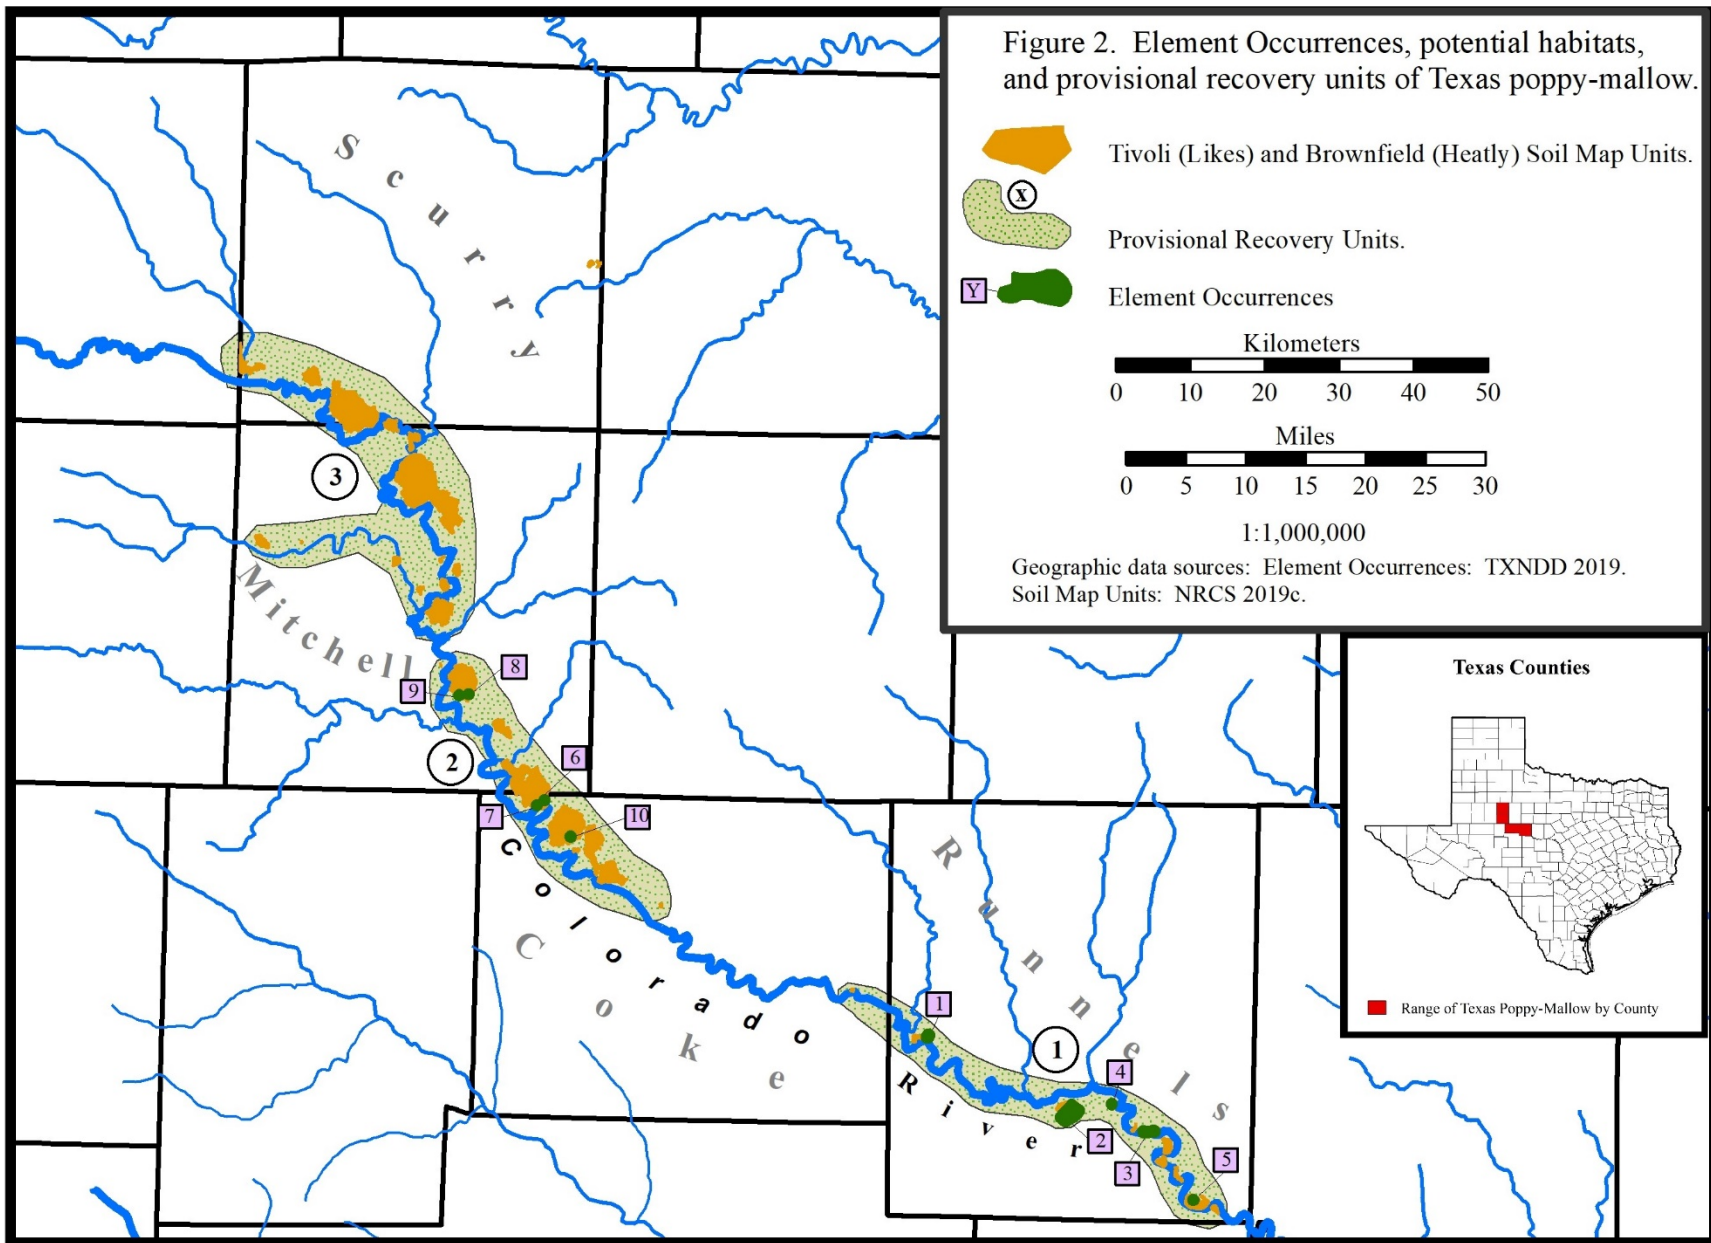 Figure 2. Element Occurrences, potential habitats,
and provisional recovery units of Texas poppy-mallow.
Tivoli (Likes) and Brownfield (Heatly) Soil Map Units.
x
Provisional Recovery Units.
Y
Element Occurrences
Kilometers
0 10 20 30 40 50
Miles
0 5 10 15 20 25 30
1:1,000,000
Geographic data sources: Element Occurrences: TXNDD 2019.
Soil Map Units: NRCS 2019c.
Texas Counties
Range of Texas Poppy-Mallow by County
Scurry
3
Mitchell
8
9
2
6
7
10
Colorado
River
Coke
Runnels
1
1
4
2
3
5